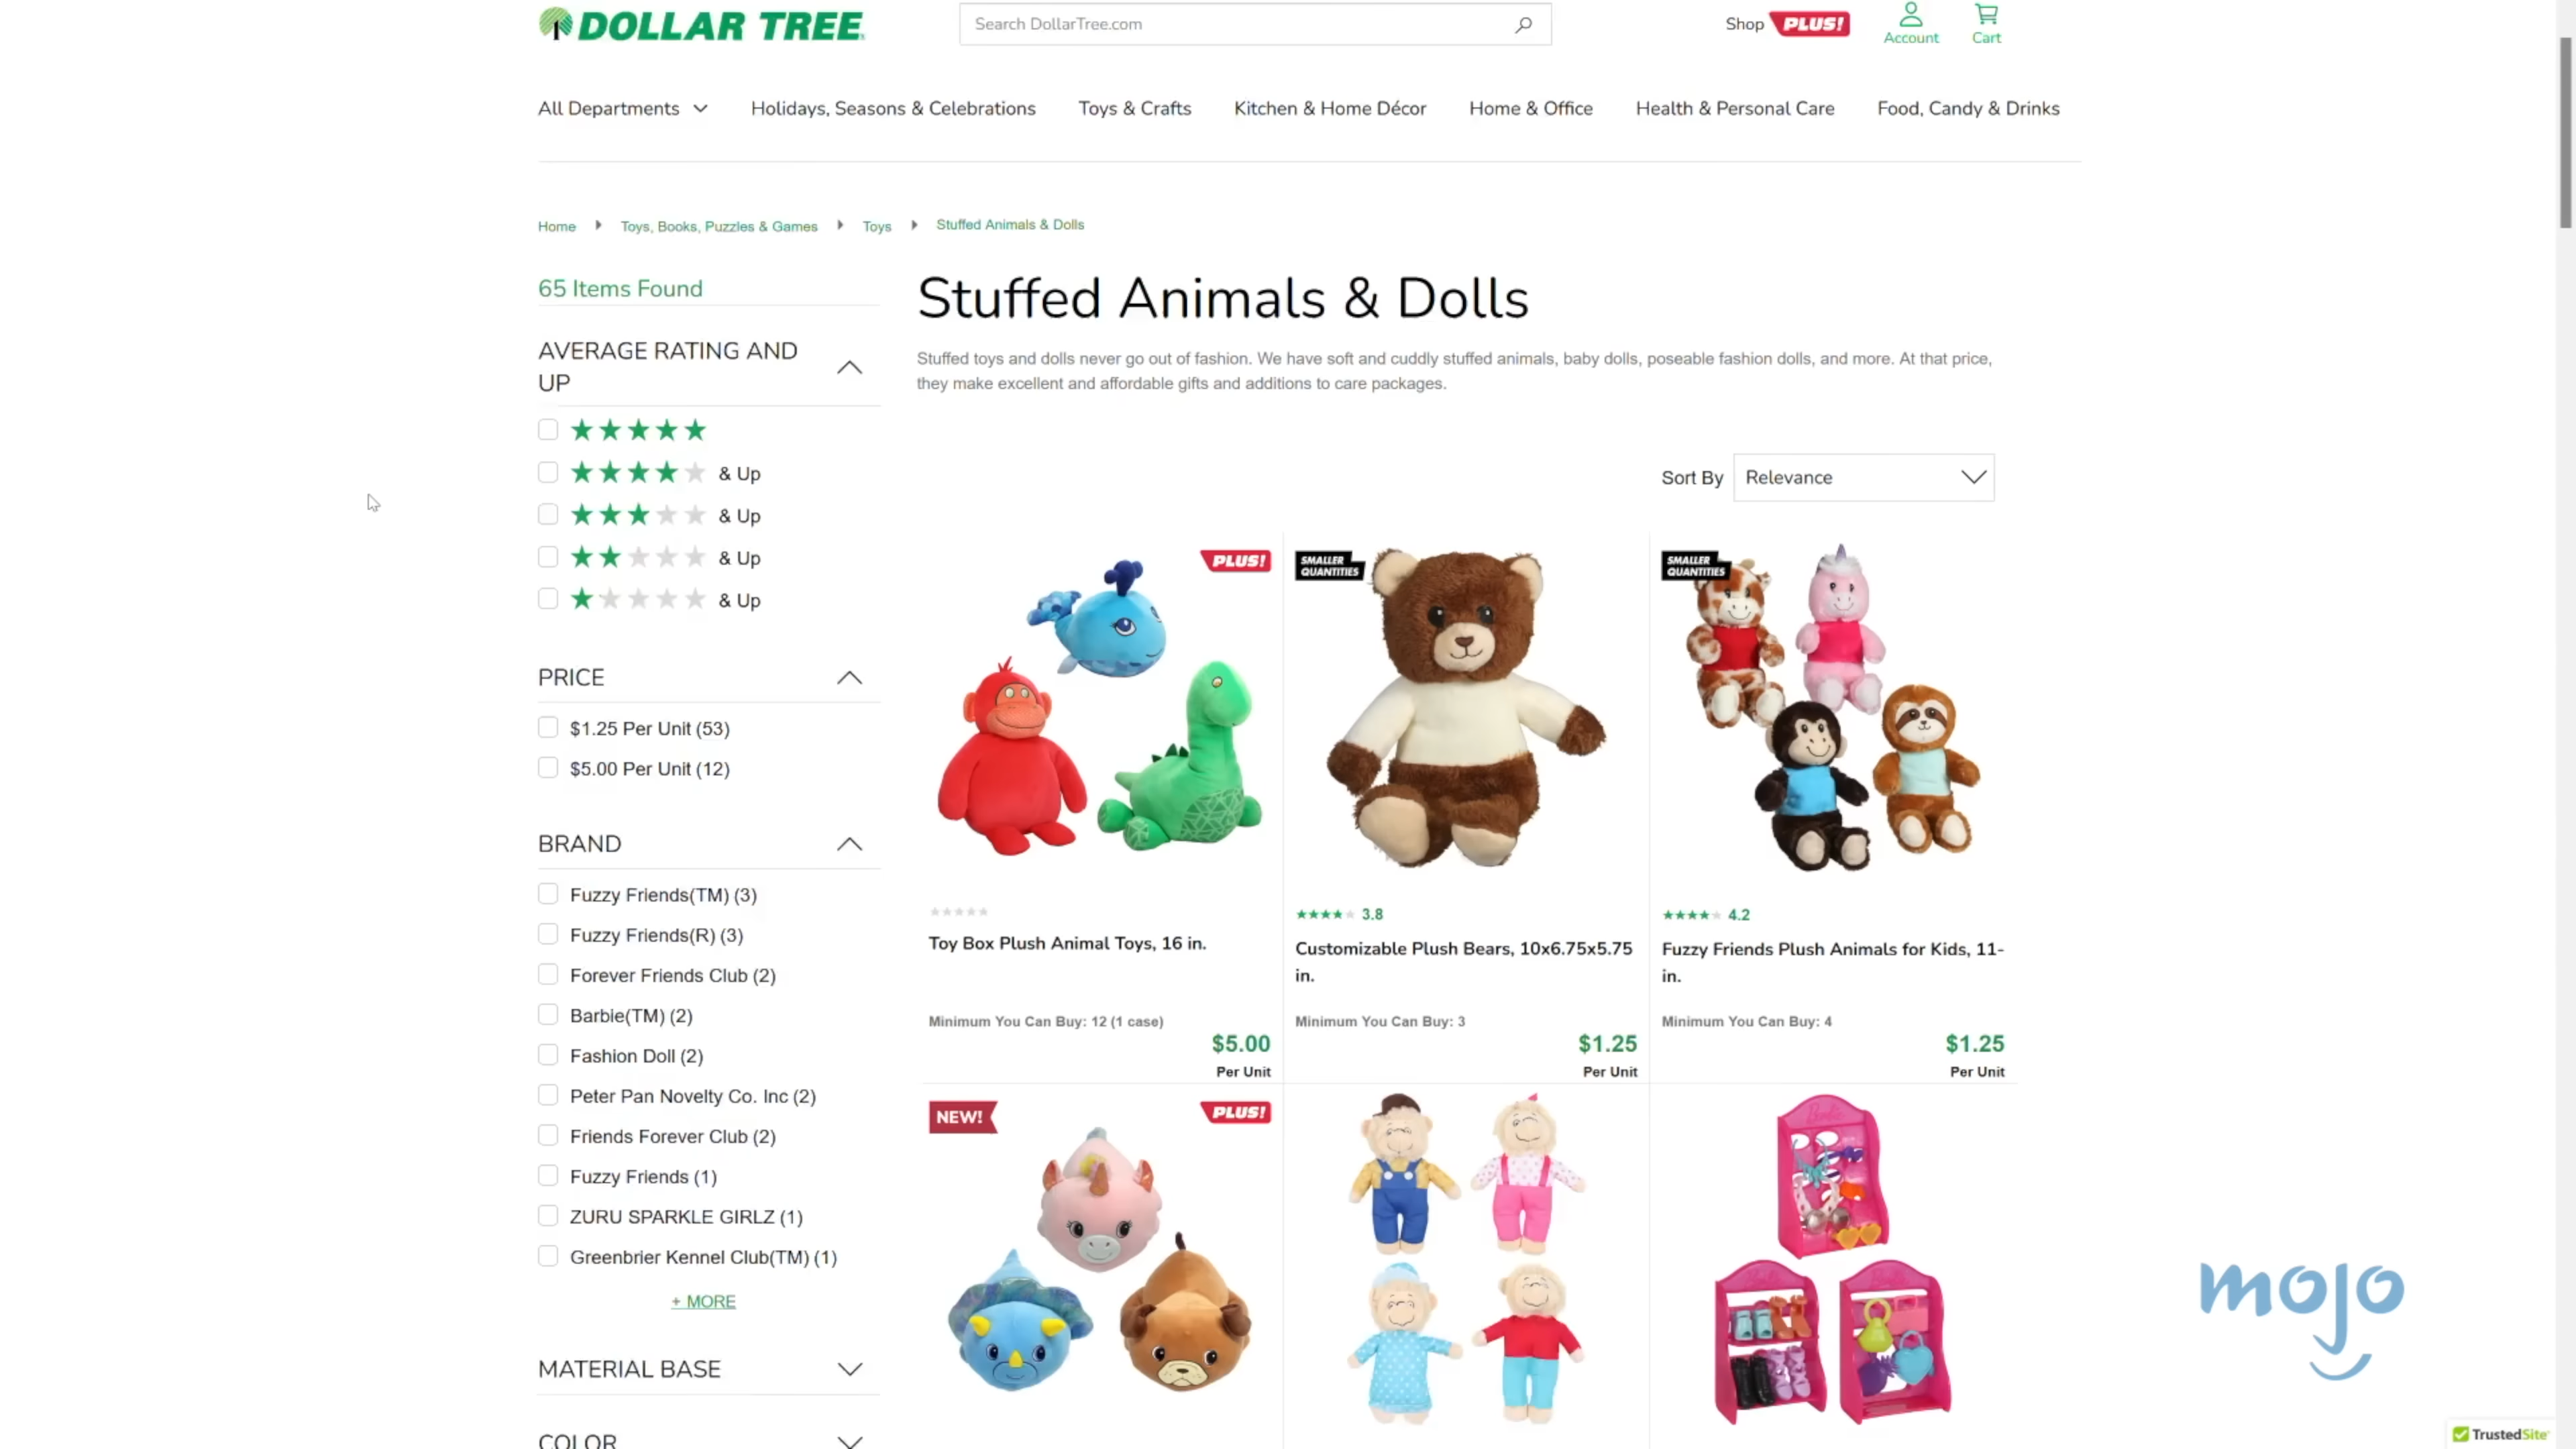 DOLLAR TREE
Search DollarTree.com
Shop PLUS!
Account
Cart
All Departments
Holidays, Seasons & Celebrations
Toys & Crafts
Kitchen & Home Décor
Home & Office
Health & Personal Care
Food, Candy & Drinks
Home
Toys, Books, Puzzles & Games
Toys
Stuffed Animals & Dolls
65 Items Found
AVERAGE RATING AND
UP
& Up
& Up
& Up
& Up
PRICE
$1.25 Per Unit (53)
$5.00 Per Unit (12)
BRAND
Fuzzy Friends(TM) (3)
Fuzzy Friends(R) (3)
Forever Friends Club (2)
Barbie(TM) (2)
Fashion Doll (2)
Peter Pan Novelty Co. Inc (2)
Friends Forever Club (2)
Fuzzy Friends (1)
ZURU SPARKLE GIRLZ (1)
Greenbrier Kennel Club(TM) (1)
+ MORE
MATERIAL BASE
COLOR
Stuffed Animals & Dolls
Stuffed toys and dolls never go out of fashion. We have soft and cuddly stuffed animals, baby dolls, poseable fashion dolls, and more. At that price,
they make excellent and affordable gifts and additions to care packages.
Sort By
Relevance
PLUS!
Toy Box Plush Animal Toys, 16 in.
Minimum You Can Buy: 12 (1 case)
$5.00
Per Unit
SMALLER
QUANTITIES
3.8
Customizable Plush Bears, 10x6.75x5.75
in.
Minimum You Can Buy: 3
$1.25
Per Unit
SMALLER
QUANTITIES
4.2
Fuzzy Friends Plush Animals for Kids, 11-
in.
Minimum You Can Buy: 4
$1.25
Per Unit
NEW!
PLUS!
Barbie
mojo
TrustedSite